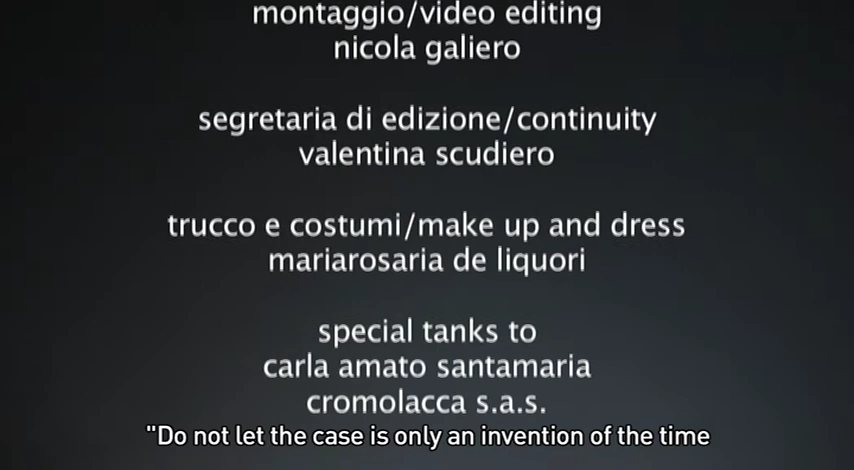 montaggio/video editing
nicola galiero
segretaria di edizione/continuity
valentina scudiero
trucco e costumi/make up and dress
mariarosaria de liquori
special tanks to
carla amato santamaria
cromolacca s.a.s.
"Do not let the case is only an invention of the time